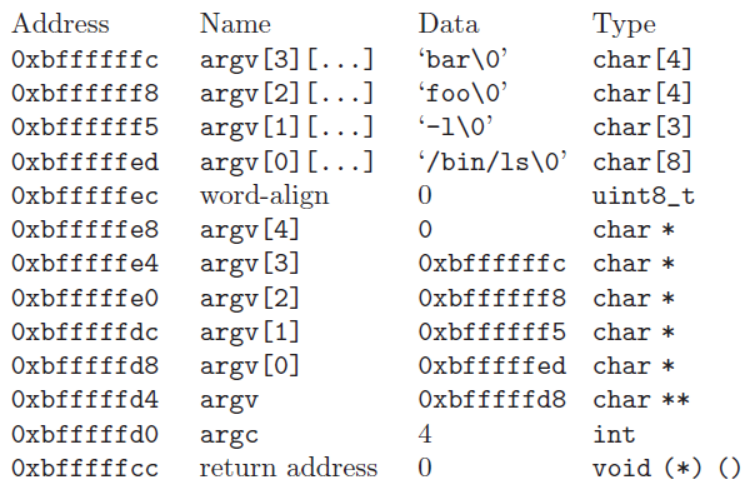 Address Name Data Type
0xbffffffc argv[3][...] ‘bar\0’ char[4]
0xbffffff8 argv[2][...] ‘foo\0’ char[4]
0xbffffff5 argv[1][...] ‘-l\0’ char[3]
0xbfffffed argv[0][...] ‘/bin/ls\0’ char[8]
0xbfffffec word-align 0 uint8_t
0xbfffffe8 argv[4] 0 char *
0xbfffffe4 argv[3] 0xbffffffc char *
0xbfffffe0 argv[2] 0xbffffff8 char *
0xbfffffdc argv[1] 0xbffffff5 char *
0xbfffffd8 argv[0] 0xbfffffed char *
0xbfffffd4 argv 0xbfffffd8 char **
0xbfffffd0 argc 4 int
0xbfffffcc return address 0 void (*) ()